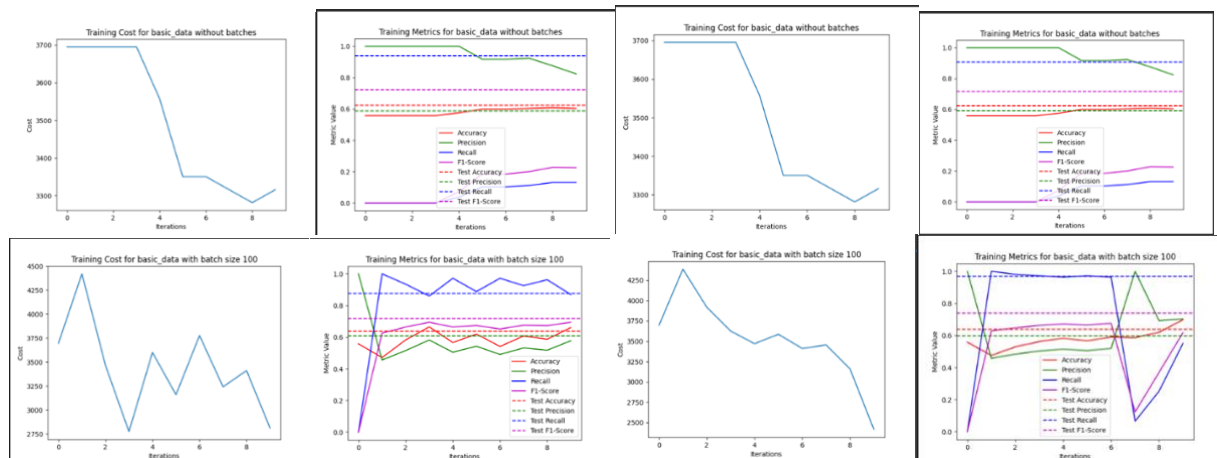 Training Cost for basic_data without batches
3700
3600
3500
3400
3300
Cost
0 2 4 6 8
Iterations
Training Metrics for basic_data without batches
1.0
0.8
0.6
0.4
0.2
0.0
Metric Value
Accuracy
Precision
Recall
F1-Score
Test Accuracy
Test Precision
Test Recall
Test F1-Score
0 2 4 6 8
Iterations
Training Cost for basic_data without batches
3700
3600
3500
3400
3300
Cost
0 2 4 6 8
Iterations
Training Metrics for basic_data without batches
1.0
0.8
0.6
0.4
0.2
0.0
Metric Value
Accuracy
Precision
Recall
F1-Score
Test Accuracy
Test Precision
Test Recall
Test F1-Score
0 2 4 6 8
Iterations
Training Cost for basic_data with batch size 100
4500
4250
4000
3750
3500
3250
3000
2750
Cost
0 2 4 6 8
Iterations
Training Metrics for basic_data with batch size 100
1.0
0.8
0.6
0.4
0.2
0.0
Metric Value
Accuracy
Precision
Recall
F1-Score
Test Accuracy
Test Precision
Test Recall
Test F1-Score
0 2 4 6 8
Iterations
Training Cost for basic_data with batch size 100
4250
4000
3750
3500
3250
3000
2750
2500
Cost
0 2 4 6 8
Iterations
Training Metrics for basic_data with batch size 100
1.0
0.8
0.6
0.4
0.2
0.0
Metric Value
Accuracy
Precision
Recall
F1-Score
Test Accuracy
Test Precision
Test Recall
Test F1-Score
0 2 4 6 8
Iterations